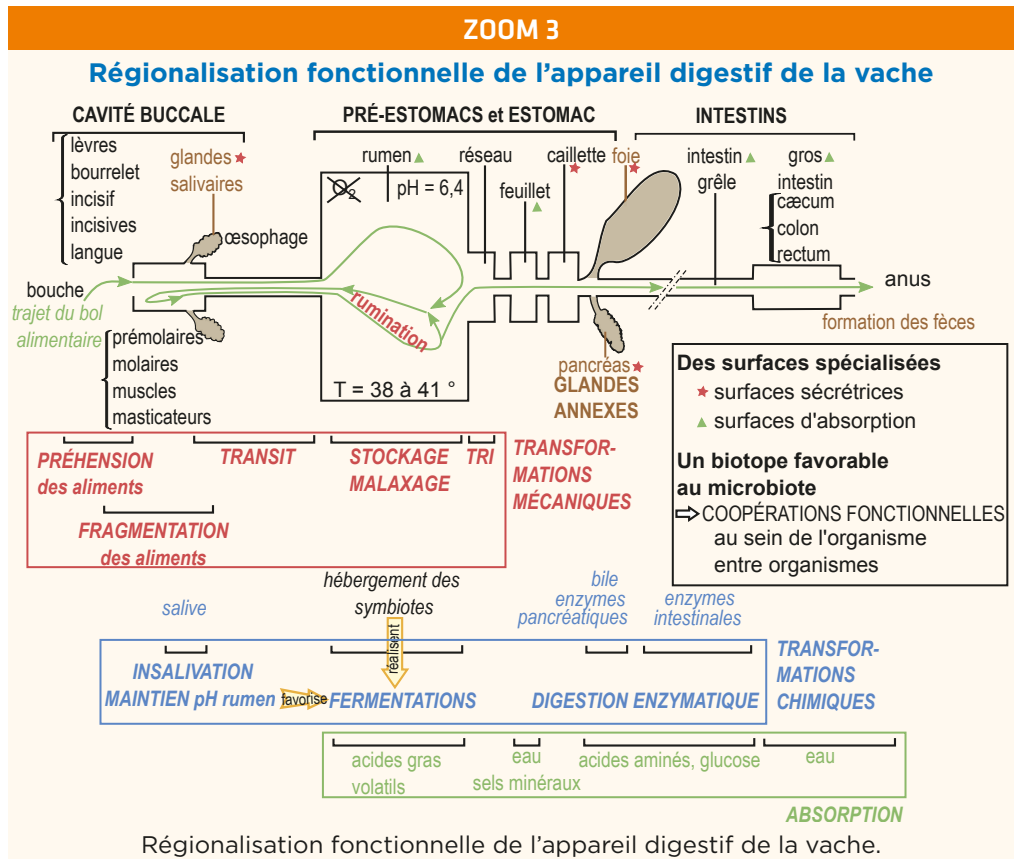 ZOOM 3
Régionalisation fonctionnelle de l'appareil digestif de la vache
CAVITÉ BUCCALE
PRÉ-ESTOMACS et ESTOMAC
INTESTINS
lèvres
bourrelet
incisif
incisives
langue
glandes
salivaires
œsophage
rumen
réseau
feuillet
caillette
foie
intestin
grêle
gros
intestin
cæcum
colon
rectum
O₂
pH = 6,4
bouche
trajet du bol
alimentaire
rumination
anus
formation des fèces
prémolaires
molaires
muscles
masticateurs
T = 38 à 41 °
pancréas
GLANDES
ANNEXES
Des surfaces spécialisées
surfaces sécrétrices
surfaces d'absorption
Un biotope favorable
au microbiote
COOPÉRATIONS FONCTIONNELLES
au sein de l'organisme
entre organismes
PRÉHENSION
des aliments
TRANSIT
STOCKAGE
MALAXAGE
TRI
TRANSFOR-
MATIONS
MÉCANIQUES
FRAGMENTATION
des aliments
hébergement des
symbiotes
salive
bile
enzymes
pancréatiques
enzymes
intestinales
réalisent
INSALIVATION
MAINTIEN pH rumen
favorise
FERMENTATIONS
DIGESTION ENZYMATIQUE
TRANSFOR-
MATIONS
CHIMIQUES
acides gras
volatils
eau
sels minéraux
acides aminés, glucose
eau
ABSORPTION
Régionalisation fonctionnelle de l'appareil digestif de la vache.